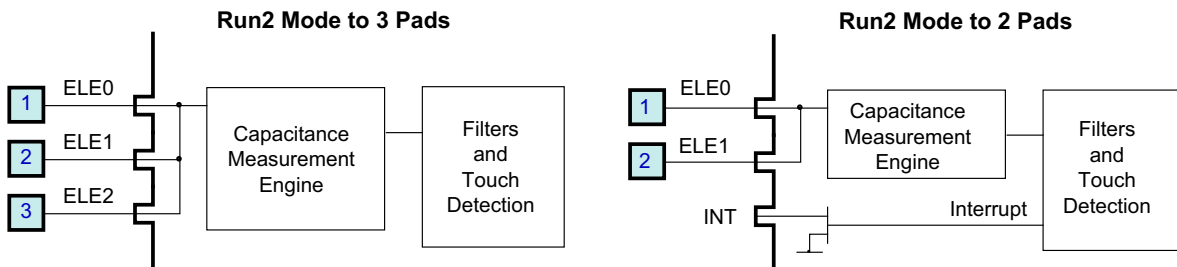 Run2 Mode to 3 Pads
1
ELE0
2
ELE1
3
ELE2
Capacitance
Measurement
Engine
Filters
and
Touch
Detection
Run2 Mode to 2 Pads
1
ELE0
2
ELE1
INT
Capacitance
Measurement
Engine
Interrupt
Filters
and
Touch
Detection